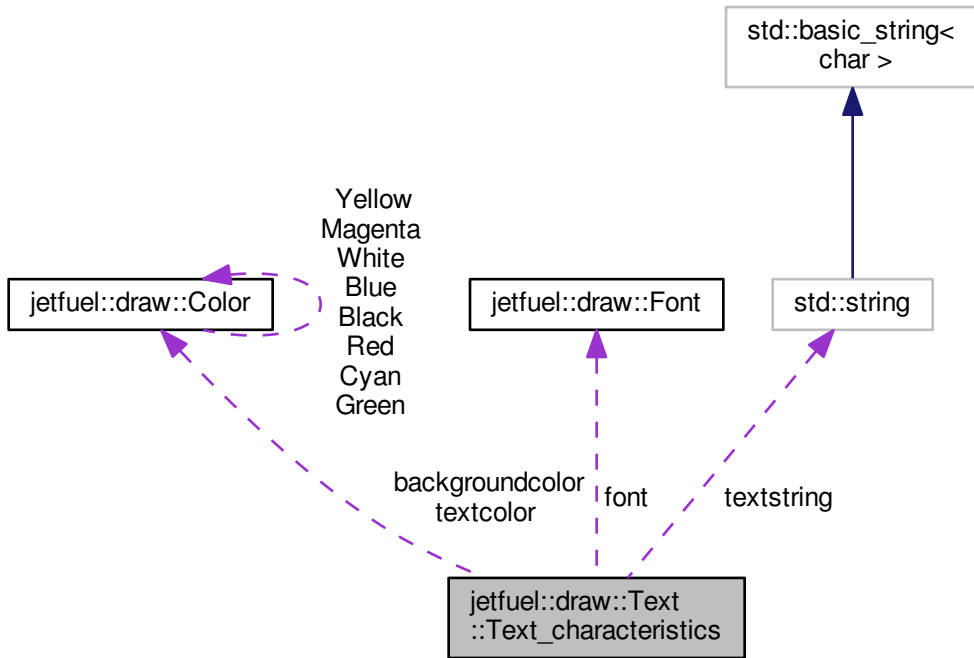 std::basic_string<
char >
Yellow
Magenta
White
Blue
Black
Red
Cyan
Green
jetfuel::draw::Color
jetfuel::draw::Font
std::string
backgroundcolor
textcolor
font
textstring
jetfuel::draw::Text
::Text_characteristics